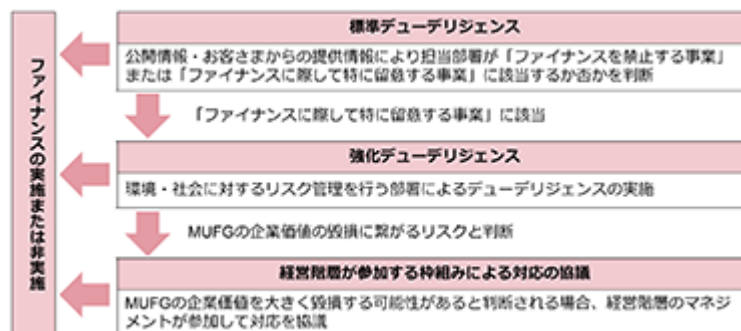 ファイナンスの実施または非実施
標準デューデリジェンス
公開情報・お客さまからの提供情報により担当部署が「ファイナンスを禁止する事業」
または「ファイナンスに際して特に留意する事業」に該当するか否かを判断
「ファイナンスに際して特に留意する事業」に該当
強化デューデリジェンス
環境・社会に対するリスク管理を行う部署によるデューデリジェンスの実施
MUFGの企業価値の毀損に繋がるリスクと判断
経営階層が参加する枠組みによる対応の協議
MUFGの企業価値を大きく毀損する可能性があると判断される場合、経営階層のマネジ
メントが参加して対応を協議